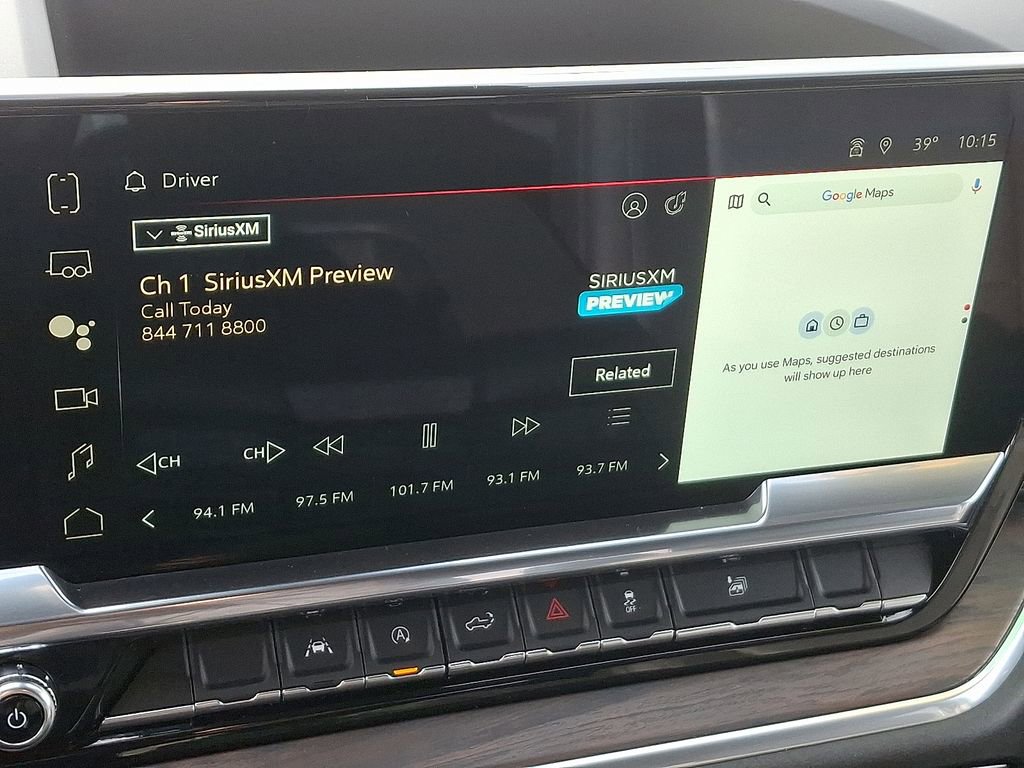 39° 10:15
Driver
SiriusXM
Google Maps
Ch 1 SiriusXM Preview
Call Today
844 711 8800
SIRIUSXM
PREVIEW
As you use Maps, suggested destinations
will show up here
Related
CH
CH
94.1 FM 97.5 FM 101.7 FM 93.1 FM 93.7 FM
A
OFF